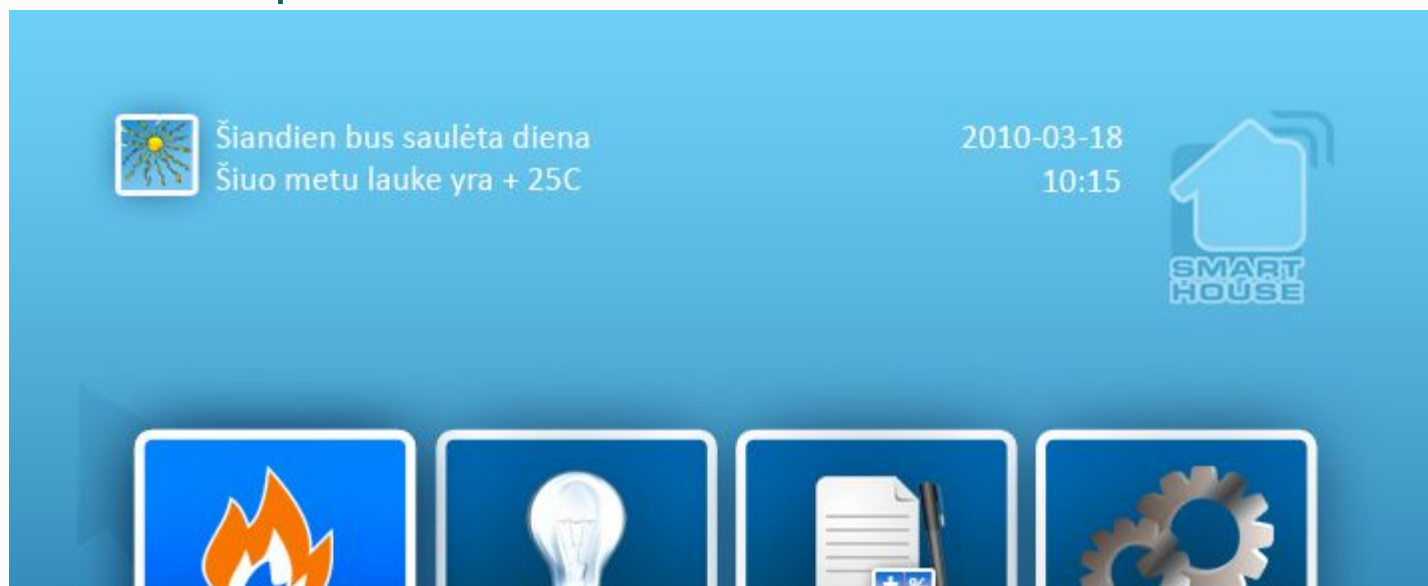 Šiandien bus saulėta diena
Šiuo metu lauke yra + 25C
2010-03-18
10:15
SMART
HOUSE